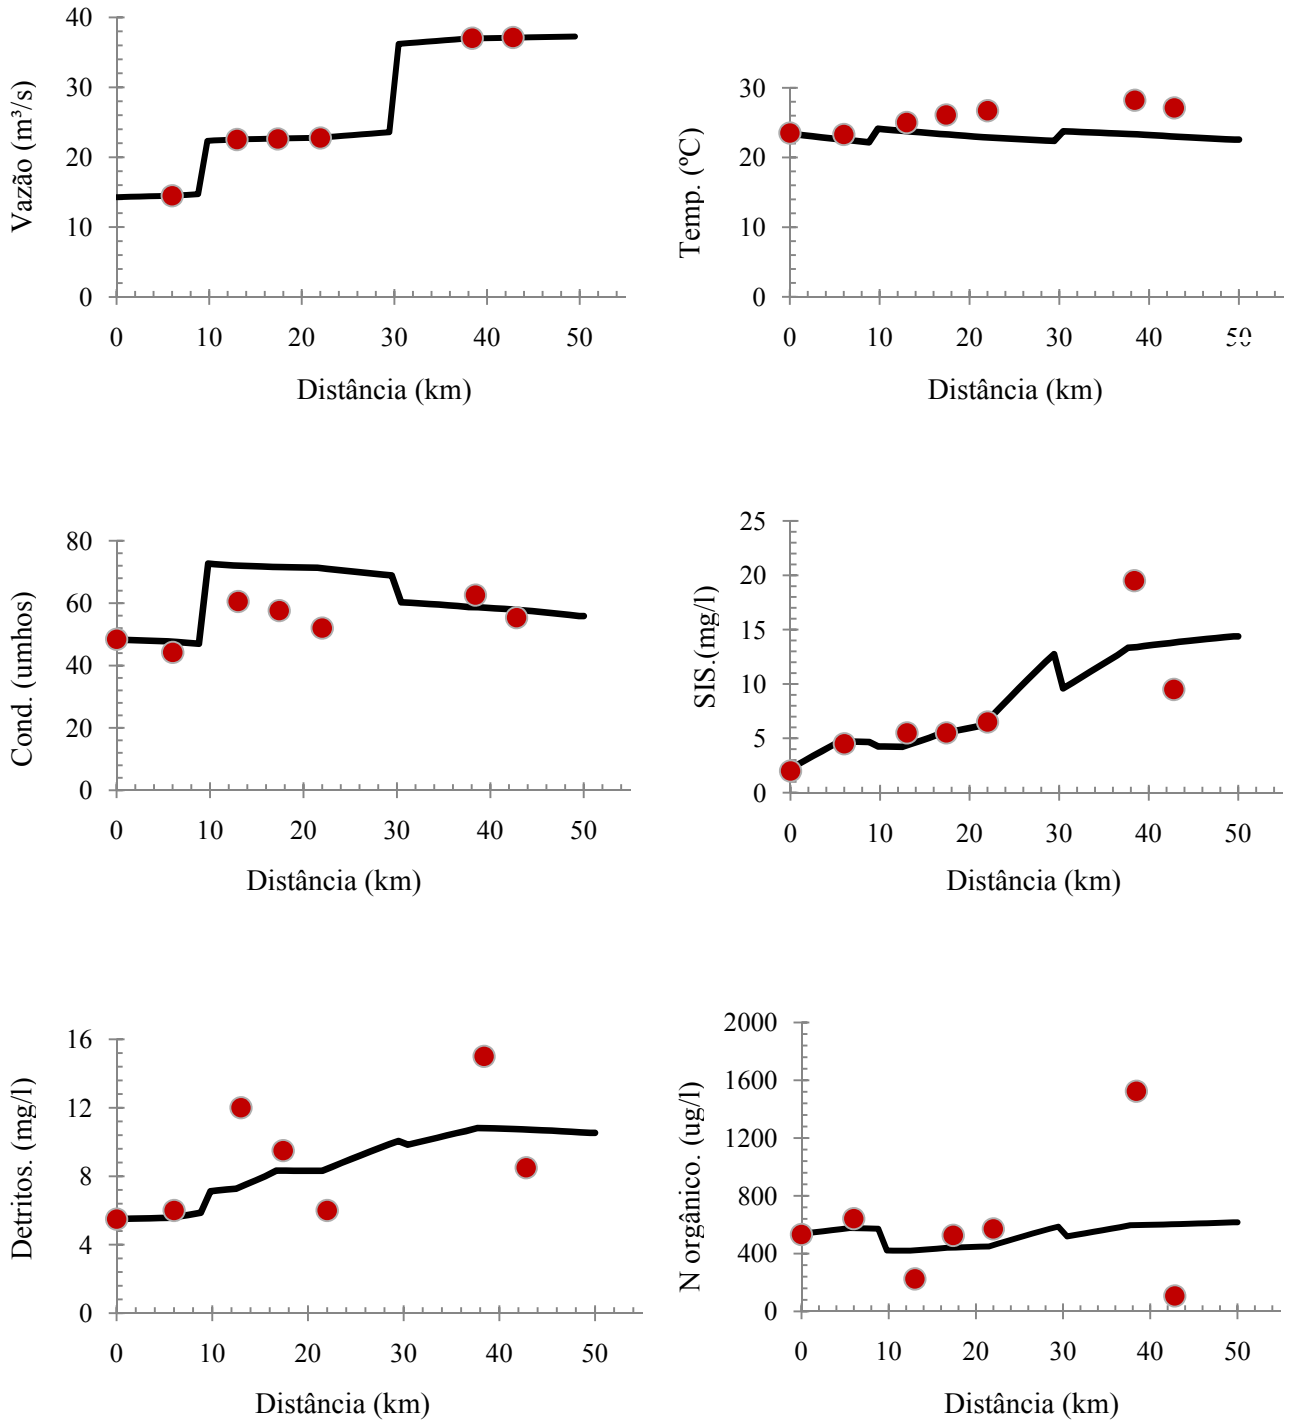 Vazão (m³/s)
40
30
20
10
0
0 10 20 30 40 50
Distância (km)
Temp. (ºC)
30
20
10
0
0 10 20 30 40 50
Distância (km)
Cond. (umhos)
80
60
40
20
0
0 10 20 30 40 50
Distância (km)
SIS.(mg/l)
25
20
15
10
5
0
0 10 20 30 40 50
Distância (km)
Detritos. (mg/l)
16
12
8
4
0
0 10 20 30 40 50
Distância (km)
N orgânico. (ug/l)
2000
1600
1200
800
400
0
0 10 20 30 40 50
Distância (km)